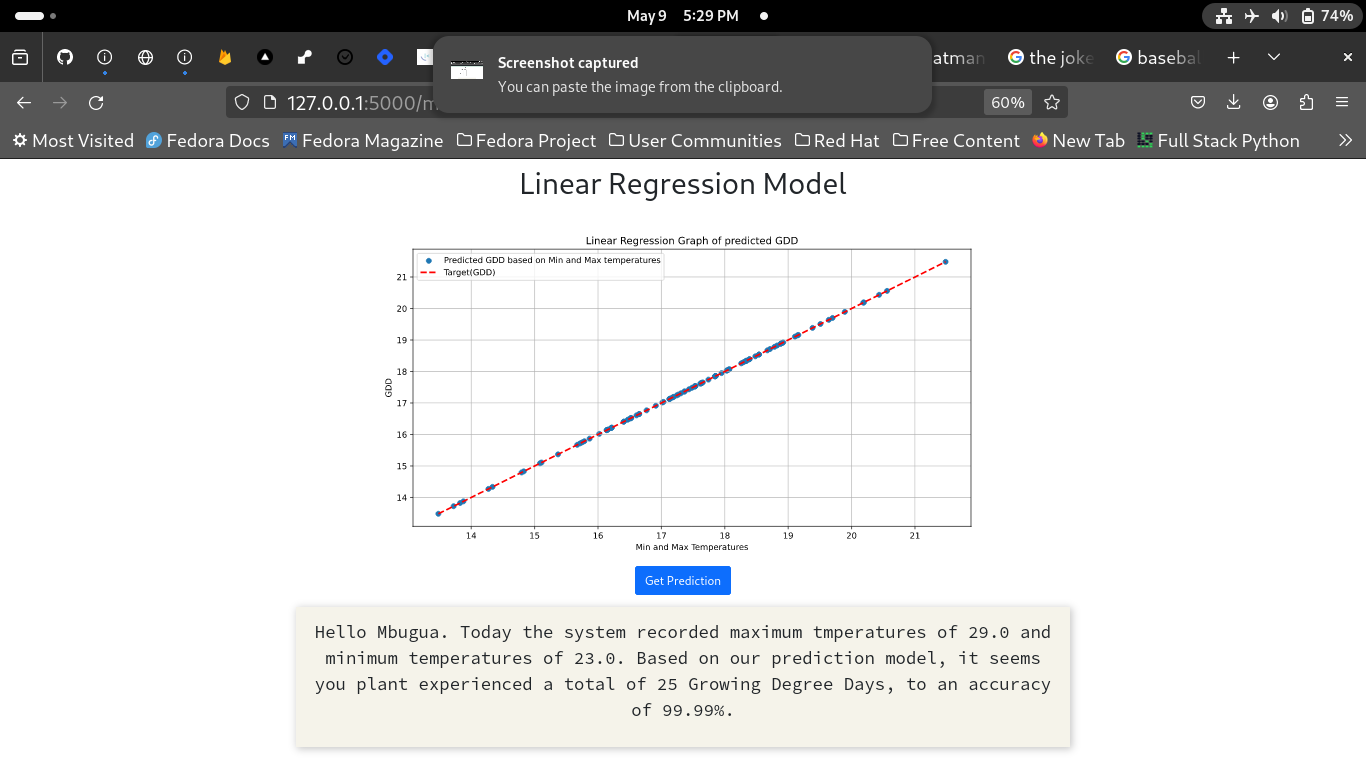 May 9 5:29 PM
74%
Screenshot captured
You can paste the image from the clipboard.
atman
the joke
basebal
127.0.0.1:5000/m
60%
Most Visited
Fedora Docs
FM
Fedora Magazine
Fedora Project
User Communities
Red Hat
Free Content
New Tab
Full Stack Python
Linear Regression Model
Linear Regression Graph of predicted GDD
Predicted GDD based on Min and Max temperatures
Target(GDD)
21
20
19
18
17
16
15
14
GDD
14 15 16 17 18 19 20 21
Min and Max Temperatures
Get Prediction
Hello Mbugua. Today the system recorded maximum tmperatures of 29.0 and
minimum temperatures of 23.0. Based on our prediction model, it seems
you plant experienced a total of 25 Growing Degree Days, to an accuracy
of 99.99%.